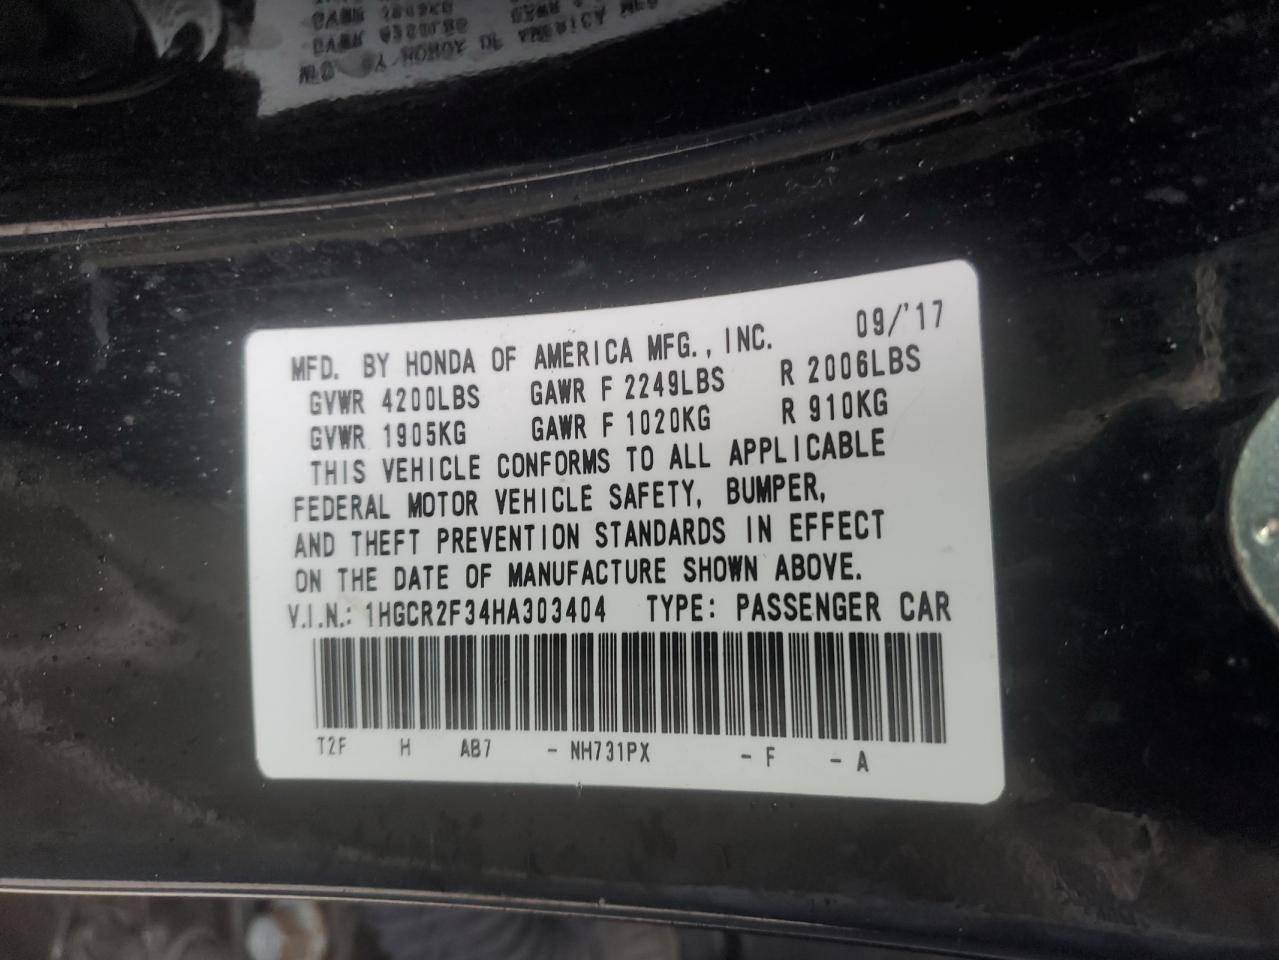 MFD. BY HONDA OF AMERICA MFG., INC. 09/'17
GVWR 4200LBS GAWR F 2249LBS R 2006LBS
GVWR 1905KG GAWR F 1020KG R 910KG
THIS VEHICLE CONFORMS TO ALL APPLICABLE
FEDERAL MOTOR VEHICLE SAFETY, BUMPER,
AND THEFT PREVENTION STANDARDS IN EFFECT
ON THE DATE OF MANUFACTURE SHOWN ABOVE.
V.I.N.: 1HGCR2F34HA303404 TYPE: PASSENGER CAR
T2F H AB7 - NH731PX - F - A